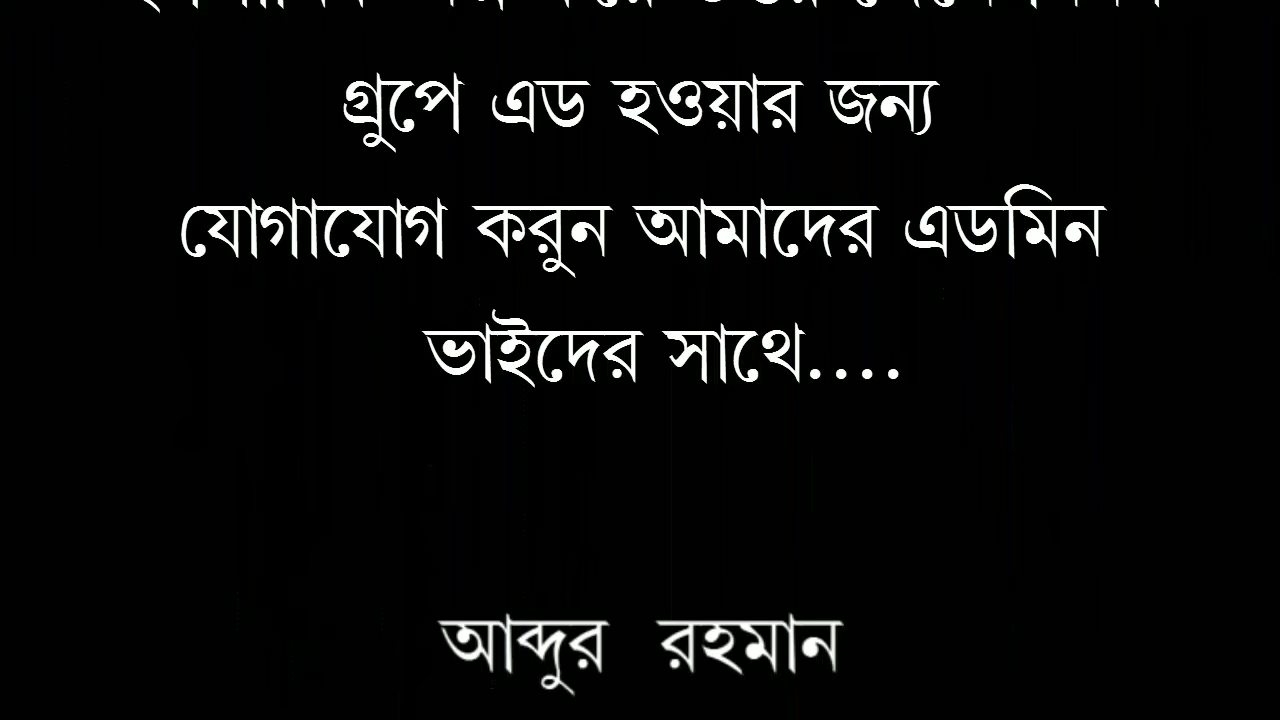 গ্রুপে এড হওয়ার জন্য
যোগাযোগ করুন আমাদের এডমিন
ভাইদের সাথে....
আব্দুর রহমান